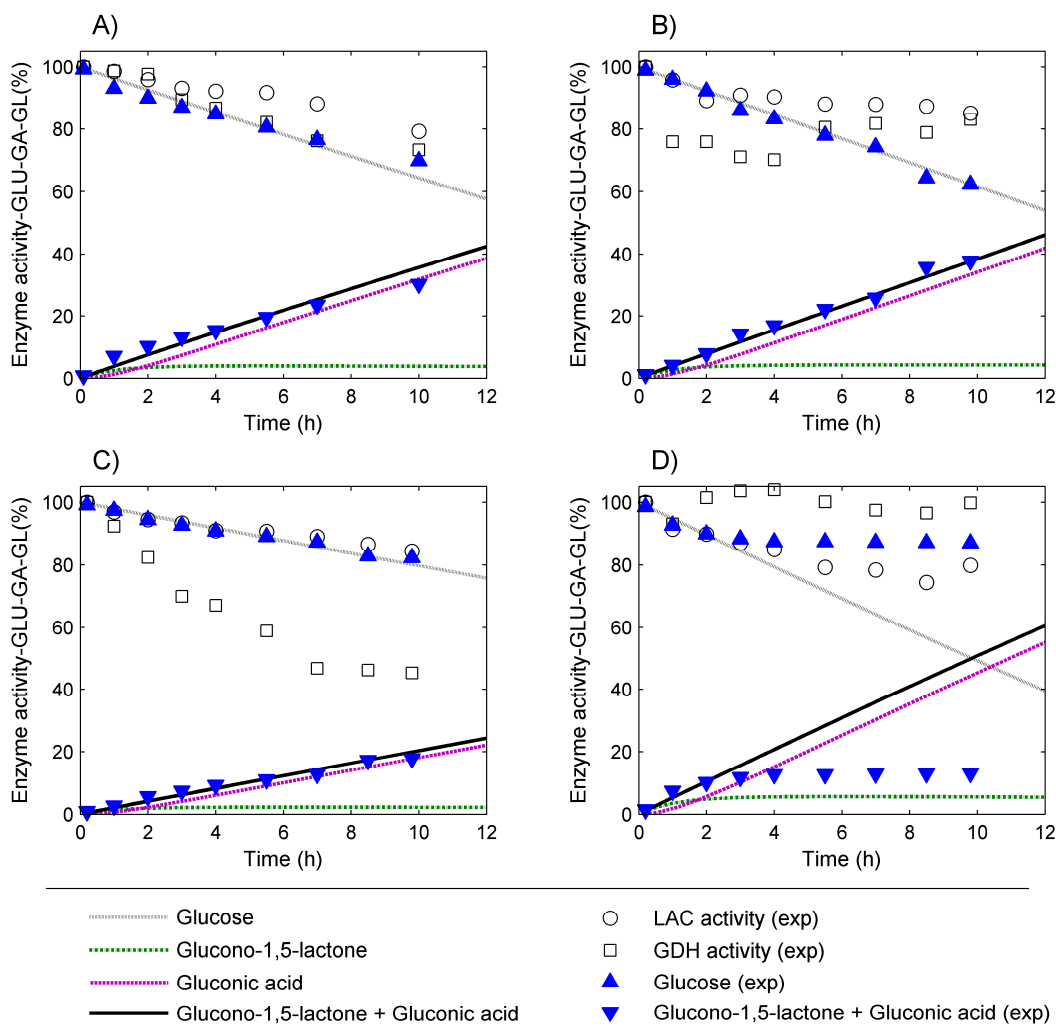 A)
Enzyme activity-GLU-GA-GL(%)
100
80
60
40
20
0
0 2 4 6 8 10 12
Time (h)
B)
Enzyme activity-GLU-GA-GL(%)
100
80
60
40
20
0
0 2 4 6 8 10 12
Time (h)
C)
Enzyme activity-GLU-GA-GL(%)
100
80
60
40
20
0
0 2 4 6 8 10 12
Time (h)
D)
Enzyme activity-GLU-GA-GL(%)
100
80
60
40
20
0
0 2 4 6 8 10 12
Time (h)
Glucose
Glucono-1,5-lactone
Gluconic acid
Glucono-1,5-lactone + Gluconic acid
LAC activity (exp)
GDH activity (exp)
Glucose (exp)
Glucono-1,5-lactone + Gluconic acid (exp)